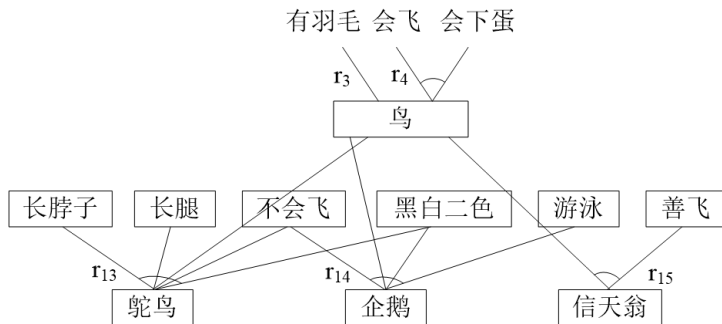 有羽毛 会飞 会下蛋
r3 r4
鸟
长脖子 长腿 不会飞 黑白二色 游泳 善飞
r13 r14 r15
鸵鸟 企鹅 信天翁